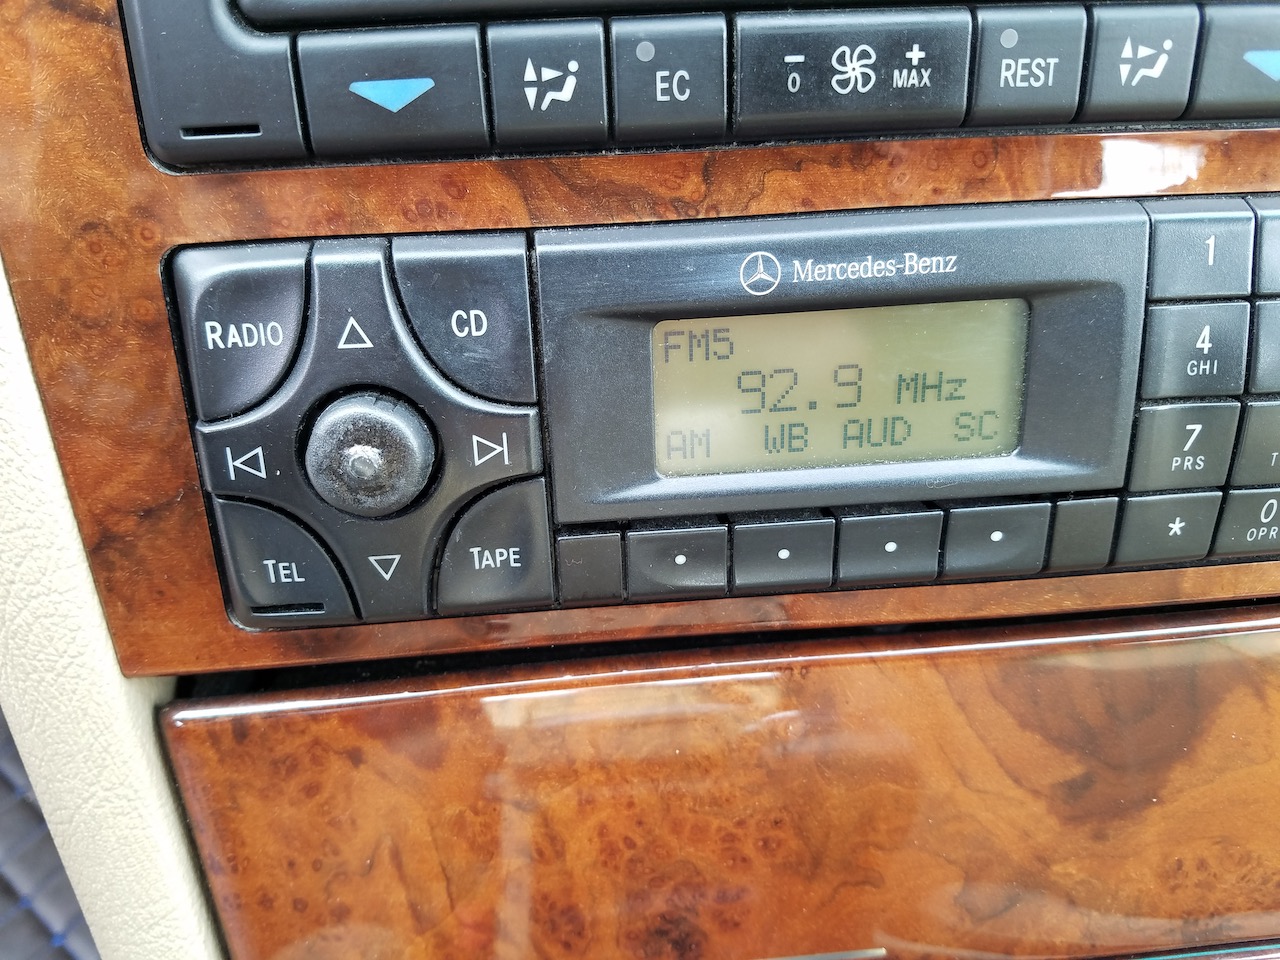 EC
0
MAX
REST
Mercedes-Benz
RADIO
CD
FM5
92.9 MHz
AM WB AUD SC
TEL
TAPE
1
4
GHI
7
PRS
*
0
OPR